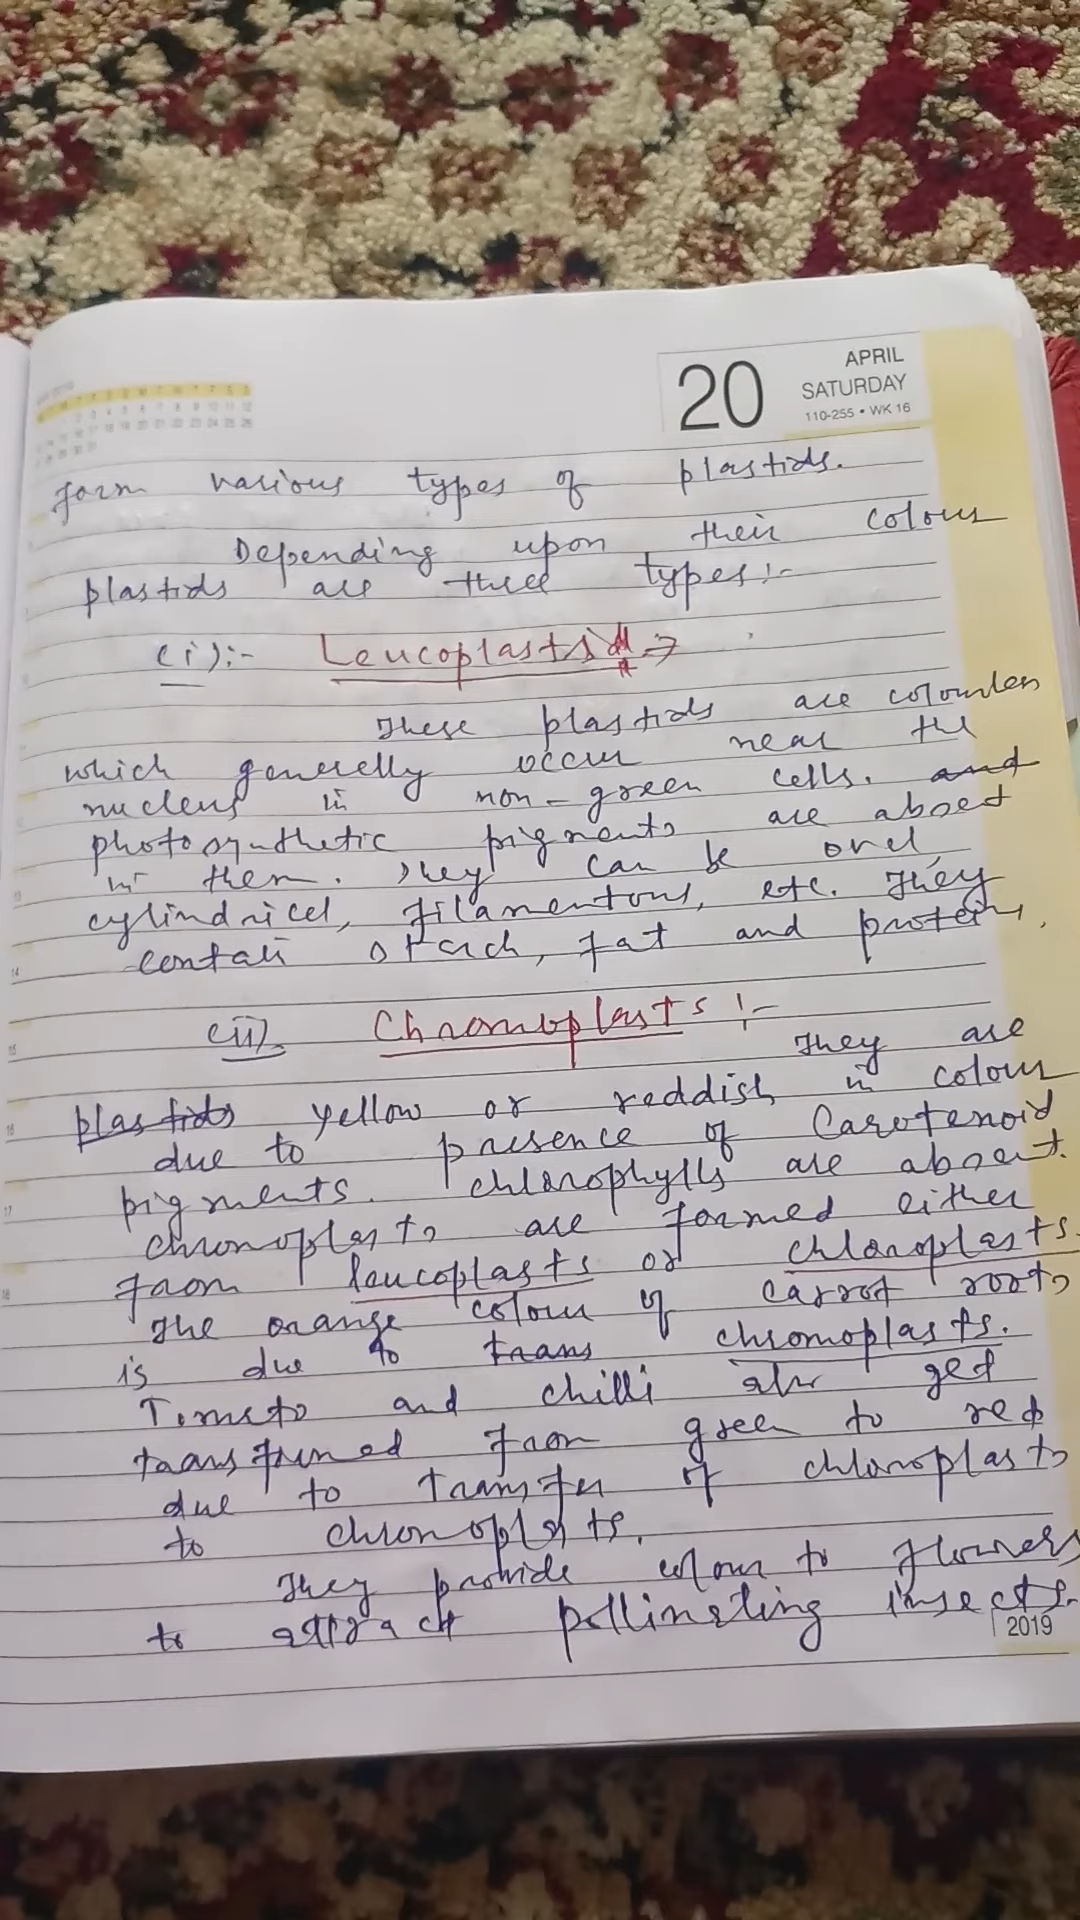 20
APRIL
SATURDAY
110-255 • WK 16
form various types of plastids.
Depending upon their colour
plastids are three types:-
(i):- Leucoplasts ⇒
These plastids are colourless
which generelly occur near the
nucleus in non-green cells. and
photosynthetic pigments are absent
in them. They can be ovel,
cylindricel, filamentous, etc. They
contain starch, fat and proteins.
(ii). Chromoplasts :-
They are
plastids yellow or reddish in colour
due to presence of Carotenoid
pigments. chlorophylls are absent.
chromoplasts are formed either
from leucoplasts or chloroplasts.
The orange colour of carrot roots
is due to trans chromoplasts.
Tomato and chilli also get
transformed from green to red
due to transfer of chloroplasts
to chromoplasts.
They provide colour to flowers
to attract pollinating insects.
2019